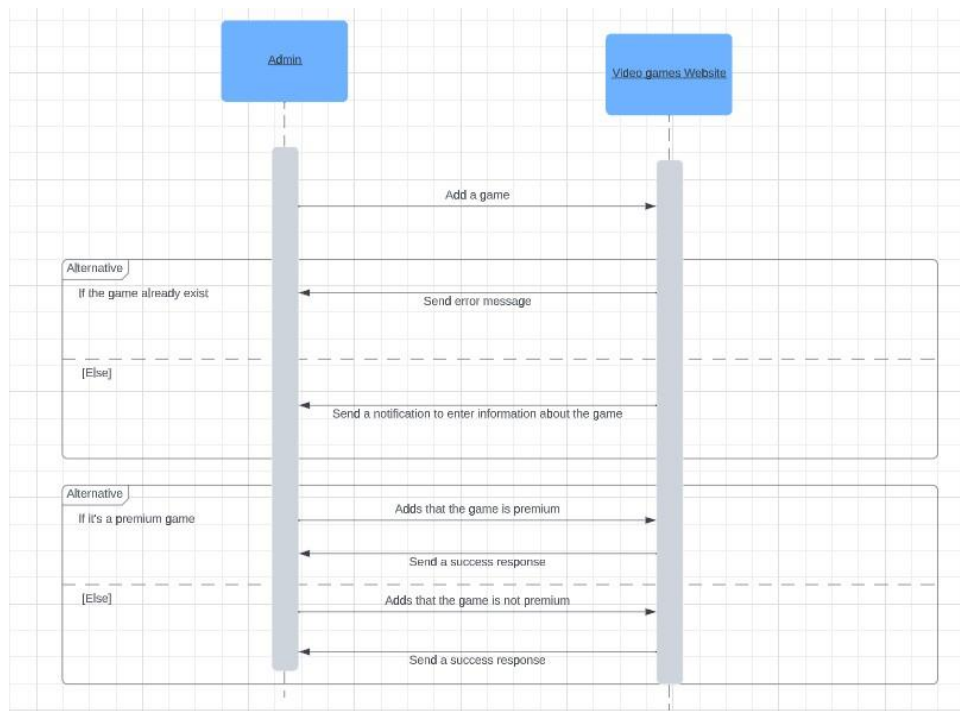 Admin
Video games Website
Add a game
Alternative
If the game already exist
Send error message
[Else]
Send a notification to enter information about the game
Alternative
If it's a premium game
Adds that the game is premium
Send a success response
[Else]
Adds that the game is not premium
Send a success response